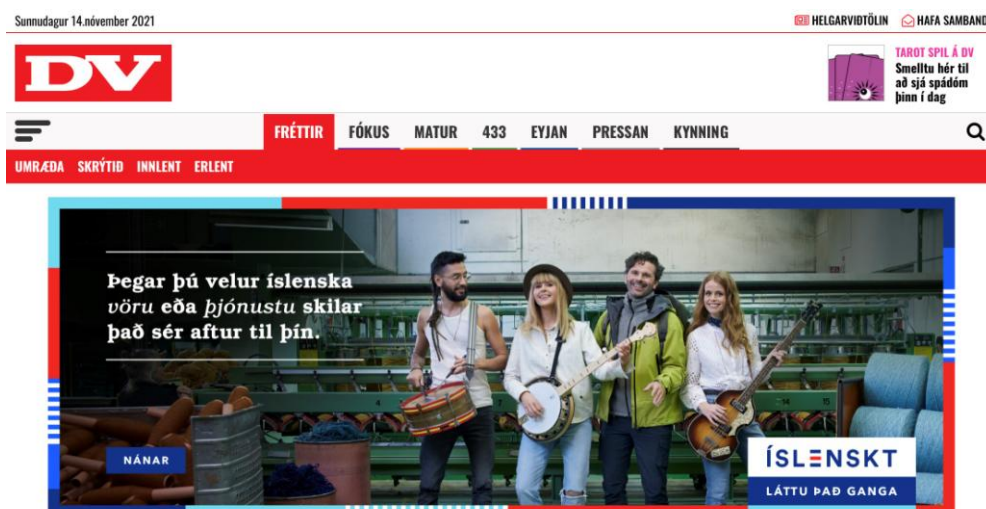 Sunnudagur 14.nóvember 2021
HELGARVIÐTÖLIN
HAFA SAMBAND
DV
TAROT SPIL Á DV
Smelltu hér til
að sjá spádóm
þinn í dag
FRÉTTIR FÓKUS MATUR 433 EYJAN PRESSAN KYNNING
UMRÆÐA SKRÝTIÐ INNLENT ERLENT
Þegar þú velur íslenska
vöru eða þjónustu skilar
það sér aftur til þín.
NÁNAR
ÍSLENSKT
LÁTTU ÞAÐ GANGA